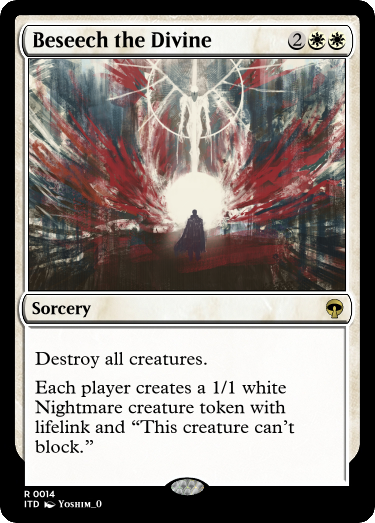 Beseech the Divine 2
Sorcery
Destroy all creatures.
Each player creates a 1/1 white
Nightmare creature token with
lifelink and “This creature can’t
block.”
R 0014
ITD Yoshim_0